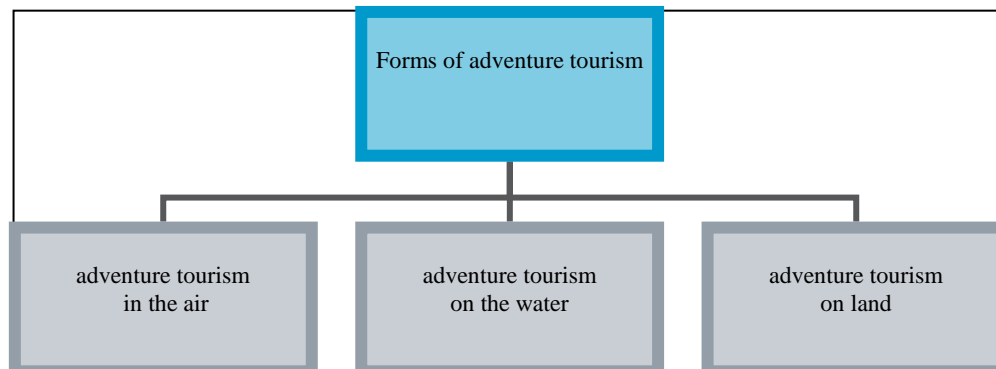 Forms of adventure tourism
adventure tourism
in the air
adventure tourism
on the water
adventure tourism
on land